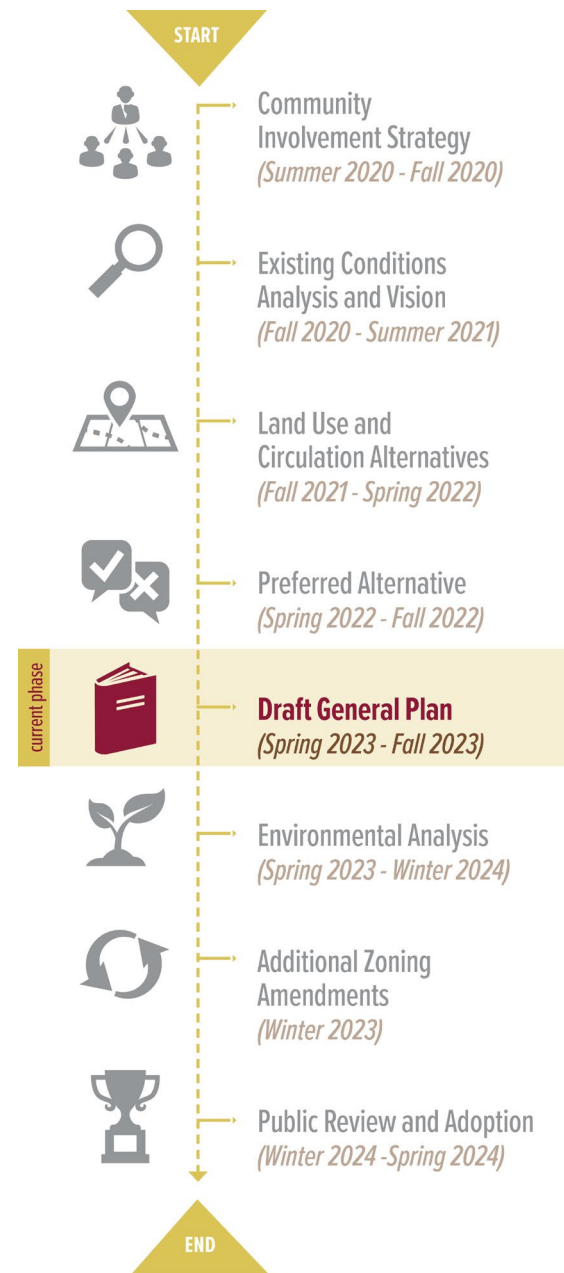 START
Community
Involvement Strategy
(Summer 2020 - Fall 2020)
Existing Conditions
Analysis and Vision
(Fall 2020 - Summer 2021)
Land Use and
Circulation Alternatives
(Fall 2021 - Spring 2022)
Preferred Alternative
(Spring 2022 - Fall 2022)
current phase
Draft General Plan
(Spring 2023 - Fall 2023)
Environmental Analysis
(Spring 2023 - Winter 2024)
Additional Zoning
Amendments
(Winter 2023)
Public Review and Adoption
(Winter 2024 -Spring 2024)
END